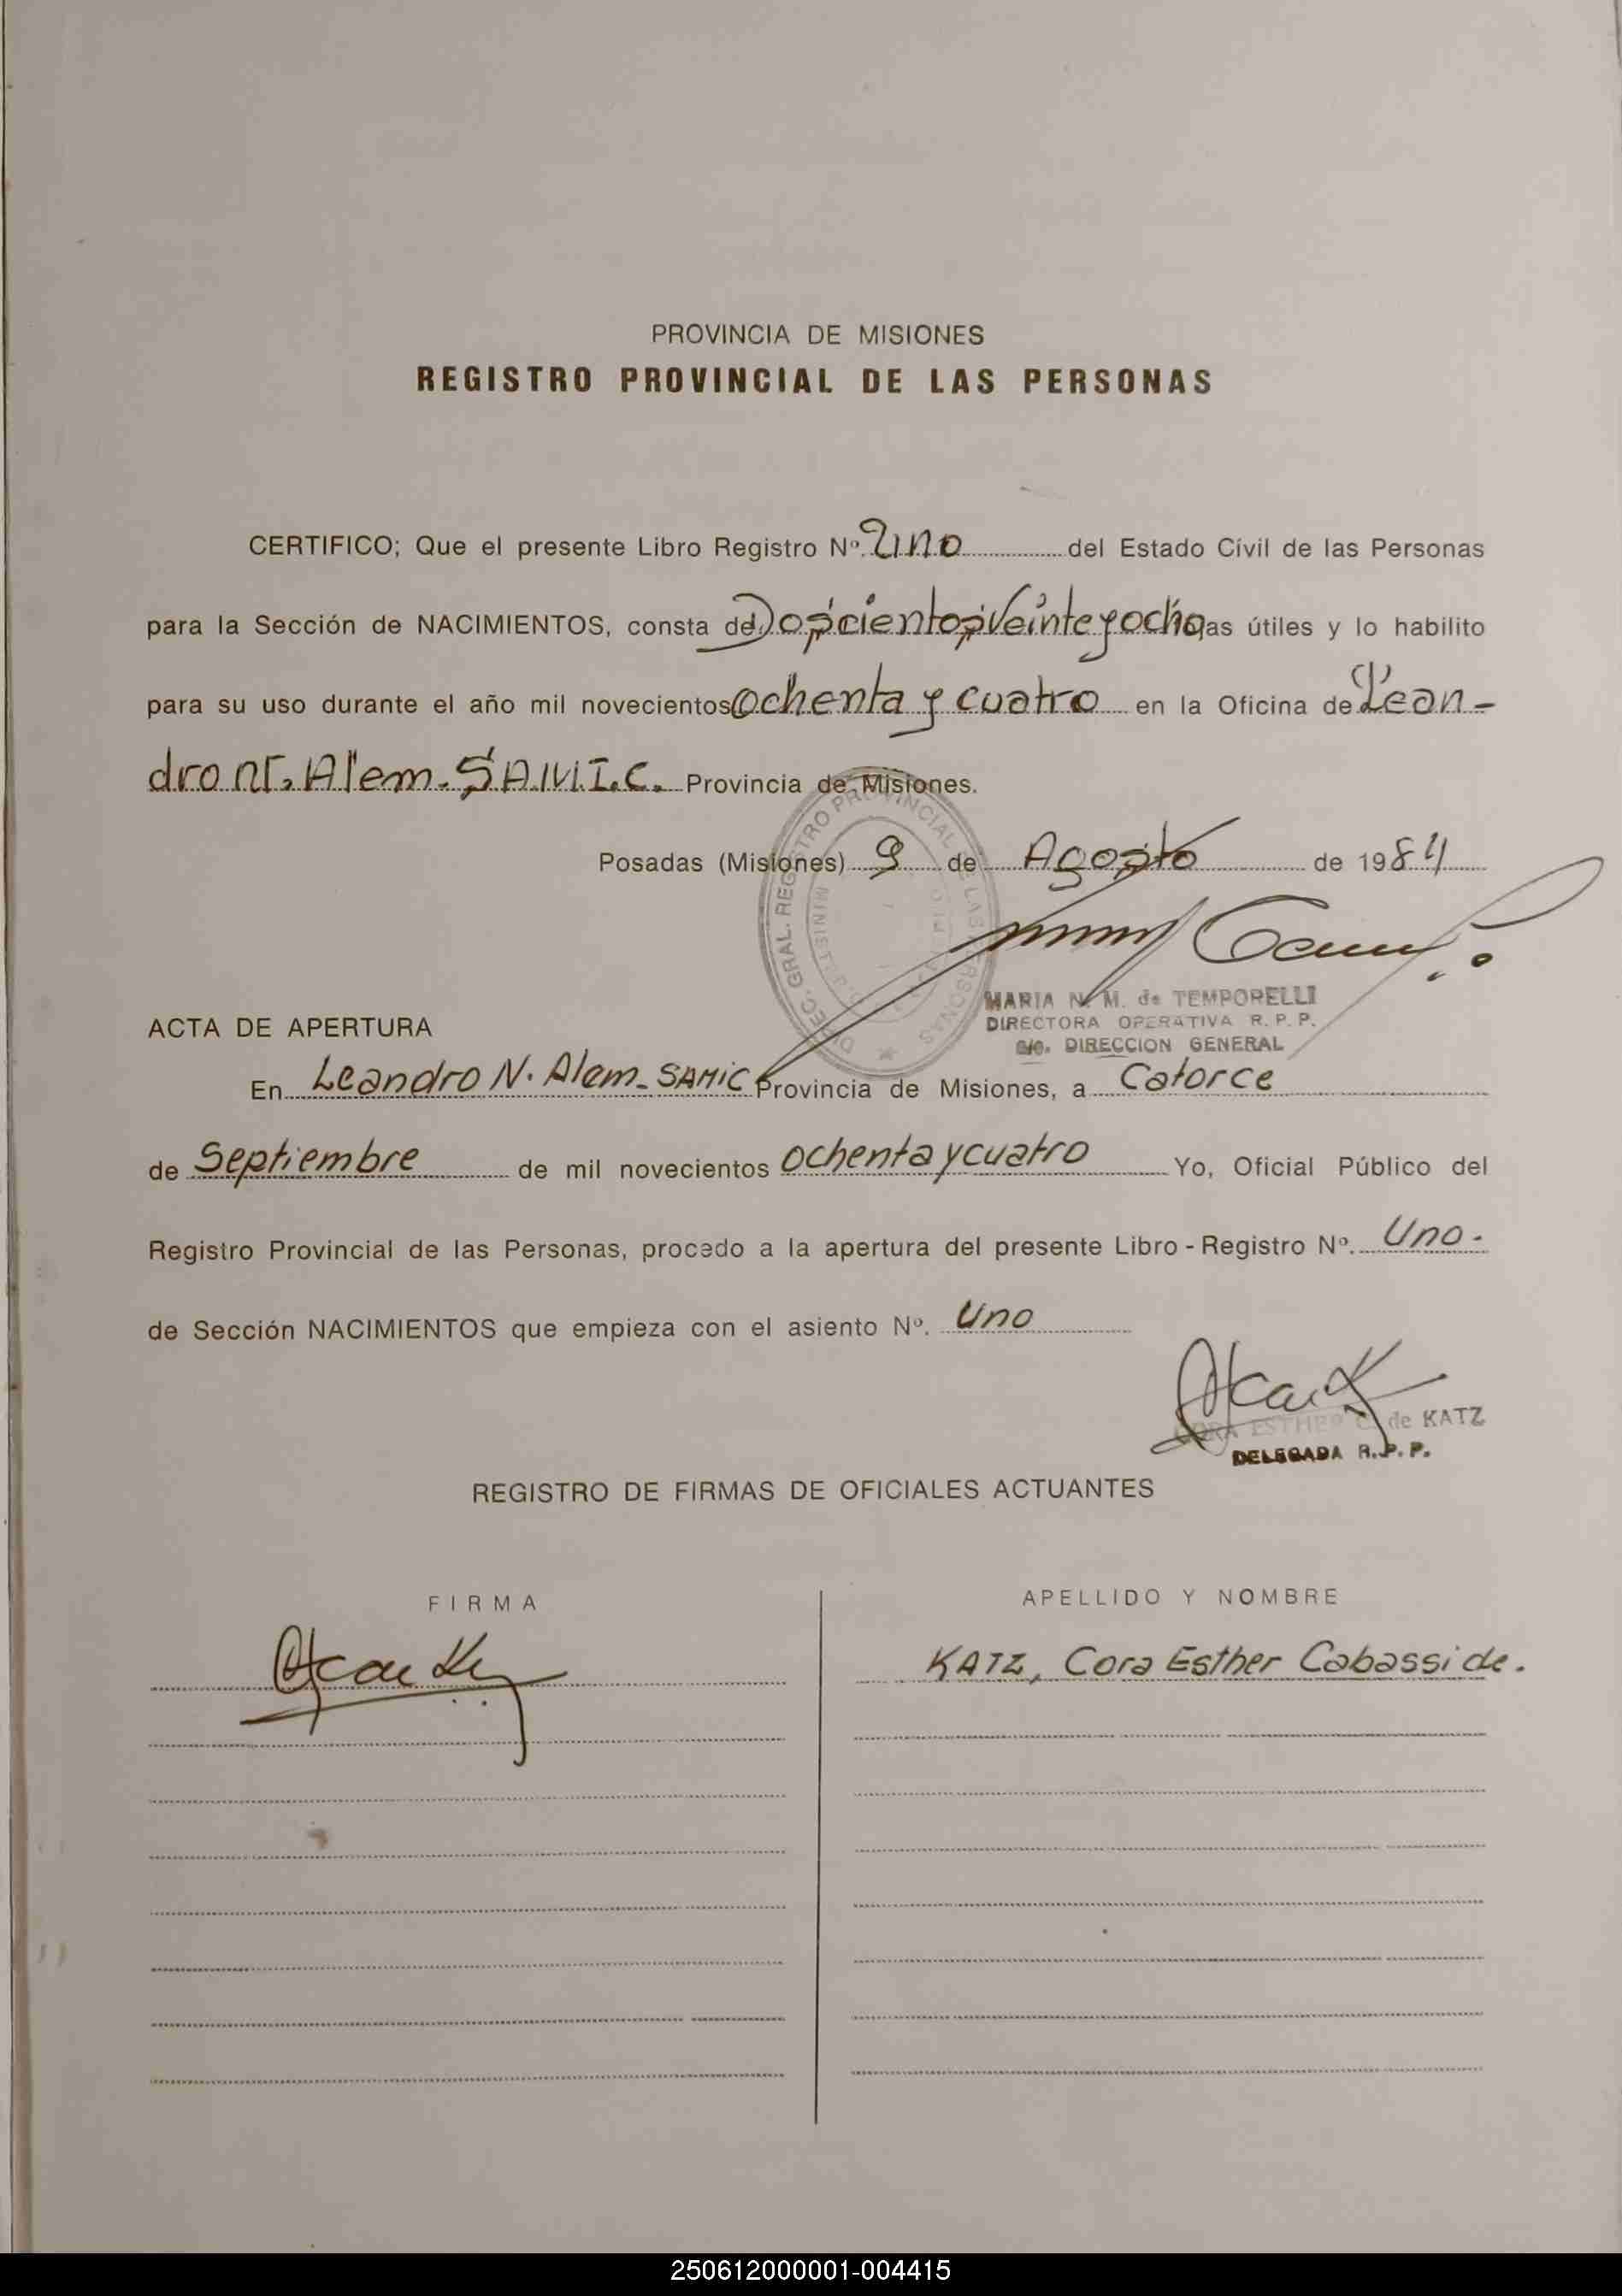 PROVINCIA DE MISIONES
REGISTRO PROVINCIAL DE LAS PERSONAS
CERTIFICO; Que el presente Libro Registro Nº. Uno del Estado Civil de las Personas
para la Sección de NACIMIENTOS, consta de Doscientos Veinte y ocho jas útiles y lo habilito
para su uso durante el año mil novecientos Ochenta y cuatro en la Oficina de Lean-
dro N. Alem. S.A.M.I.C. Provincia de Misiones.
Posadas (Misiones) 9 de Agosto de 1984
MARIA N. M. de TEMPORELLI
DIRECTORA OPERATIVA R. P. P.
DIRECCION GENERAL
ACTA DE APERTURA
En Leandro N. Alem - SAMIC Provincia de Misiones, a Catorce
de Septiembre de mil novecientos ochenta y cuatro Yo, Oficial Público del
Registro Provincial de las Personas, procedo a la apertura del presente Libro - Registro Nº. Uno.
de Sección NACIMIENTOS que empieza con el asiento Nº. Uno
CORA ESTHER C. de KATZ
DELEGADA R. P. P.
REGISTRO DE FIRMAS DE OFICIALES ACTUANTES
FIRMA
APELLIDO Y NOMBRE
KATZ, Cora Esther Cabassi de.
250612000001-004415